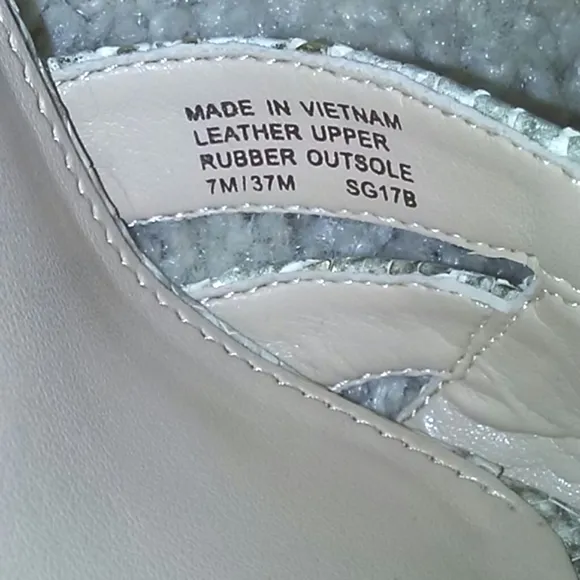 MADE IN VIETNAM
LEATHER UPPER
RUBBER OUTSOLE
7M/37M SG17B